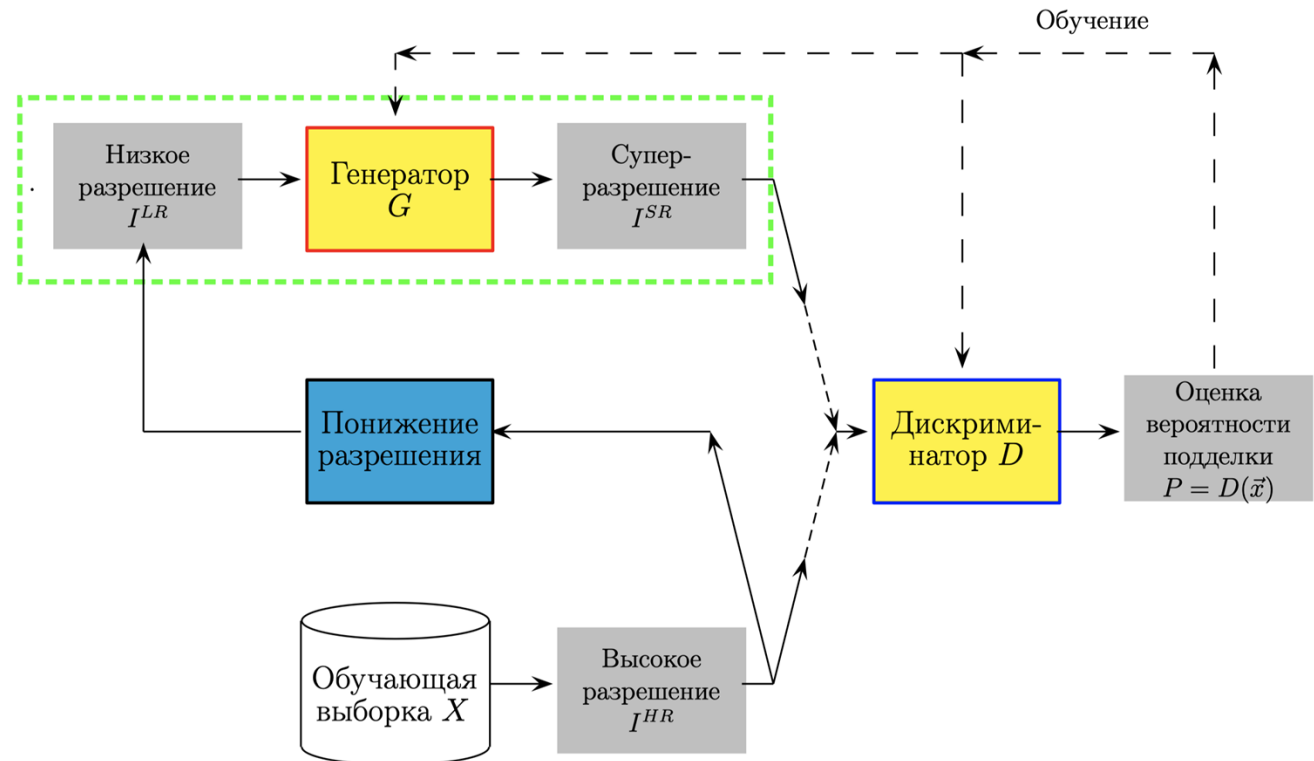 Обучение
Низкое
разрешение
I^{LR}
Генератор
G
Супер-
разрешение
I^{SR}
Понижение
разрешения
Дискрими-
натор D
Оценка
вероятности
подделки
P = D(\vec{x})
Обучающая
выборка X
Высокое
разрешение
I^{HR}